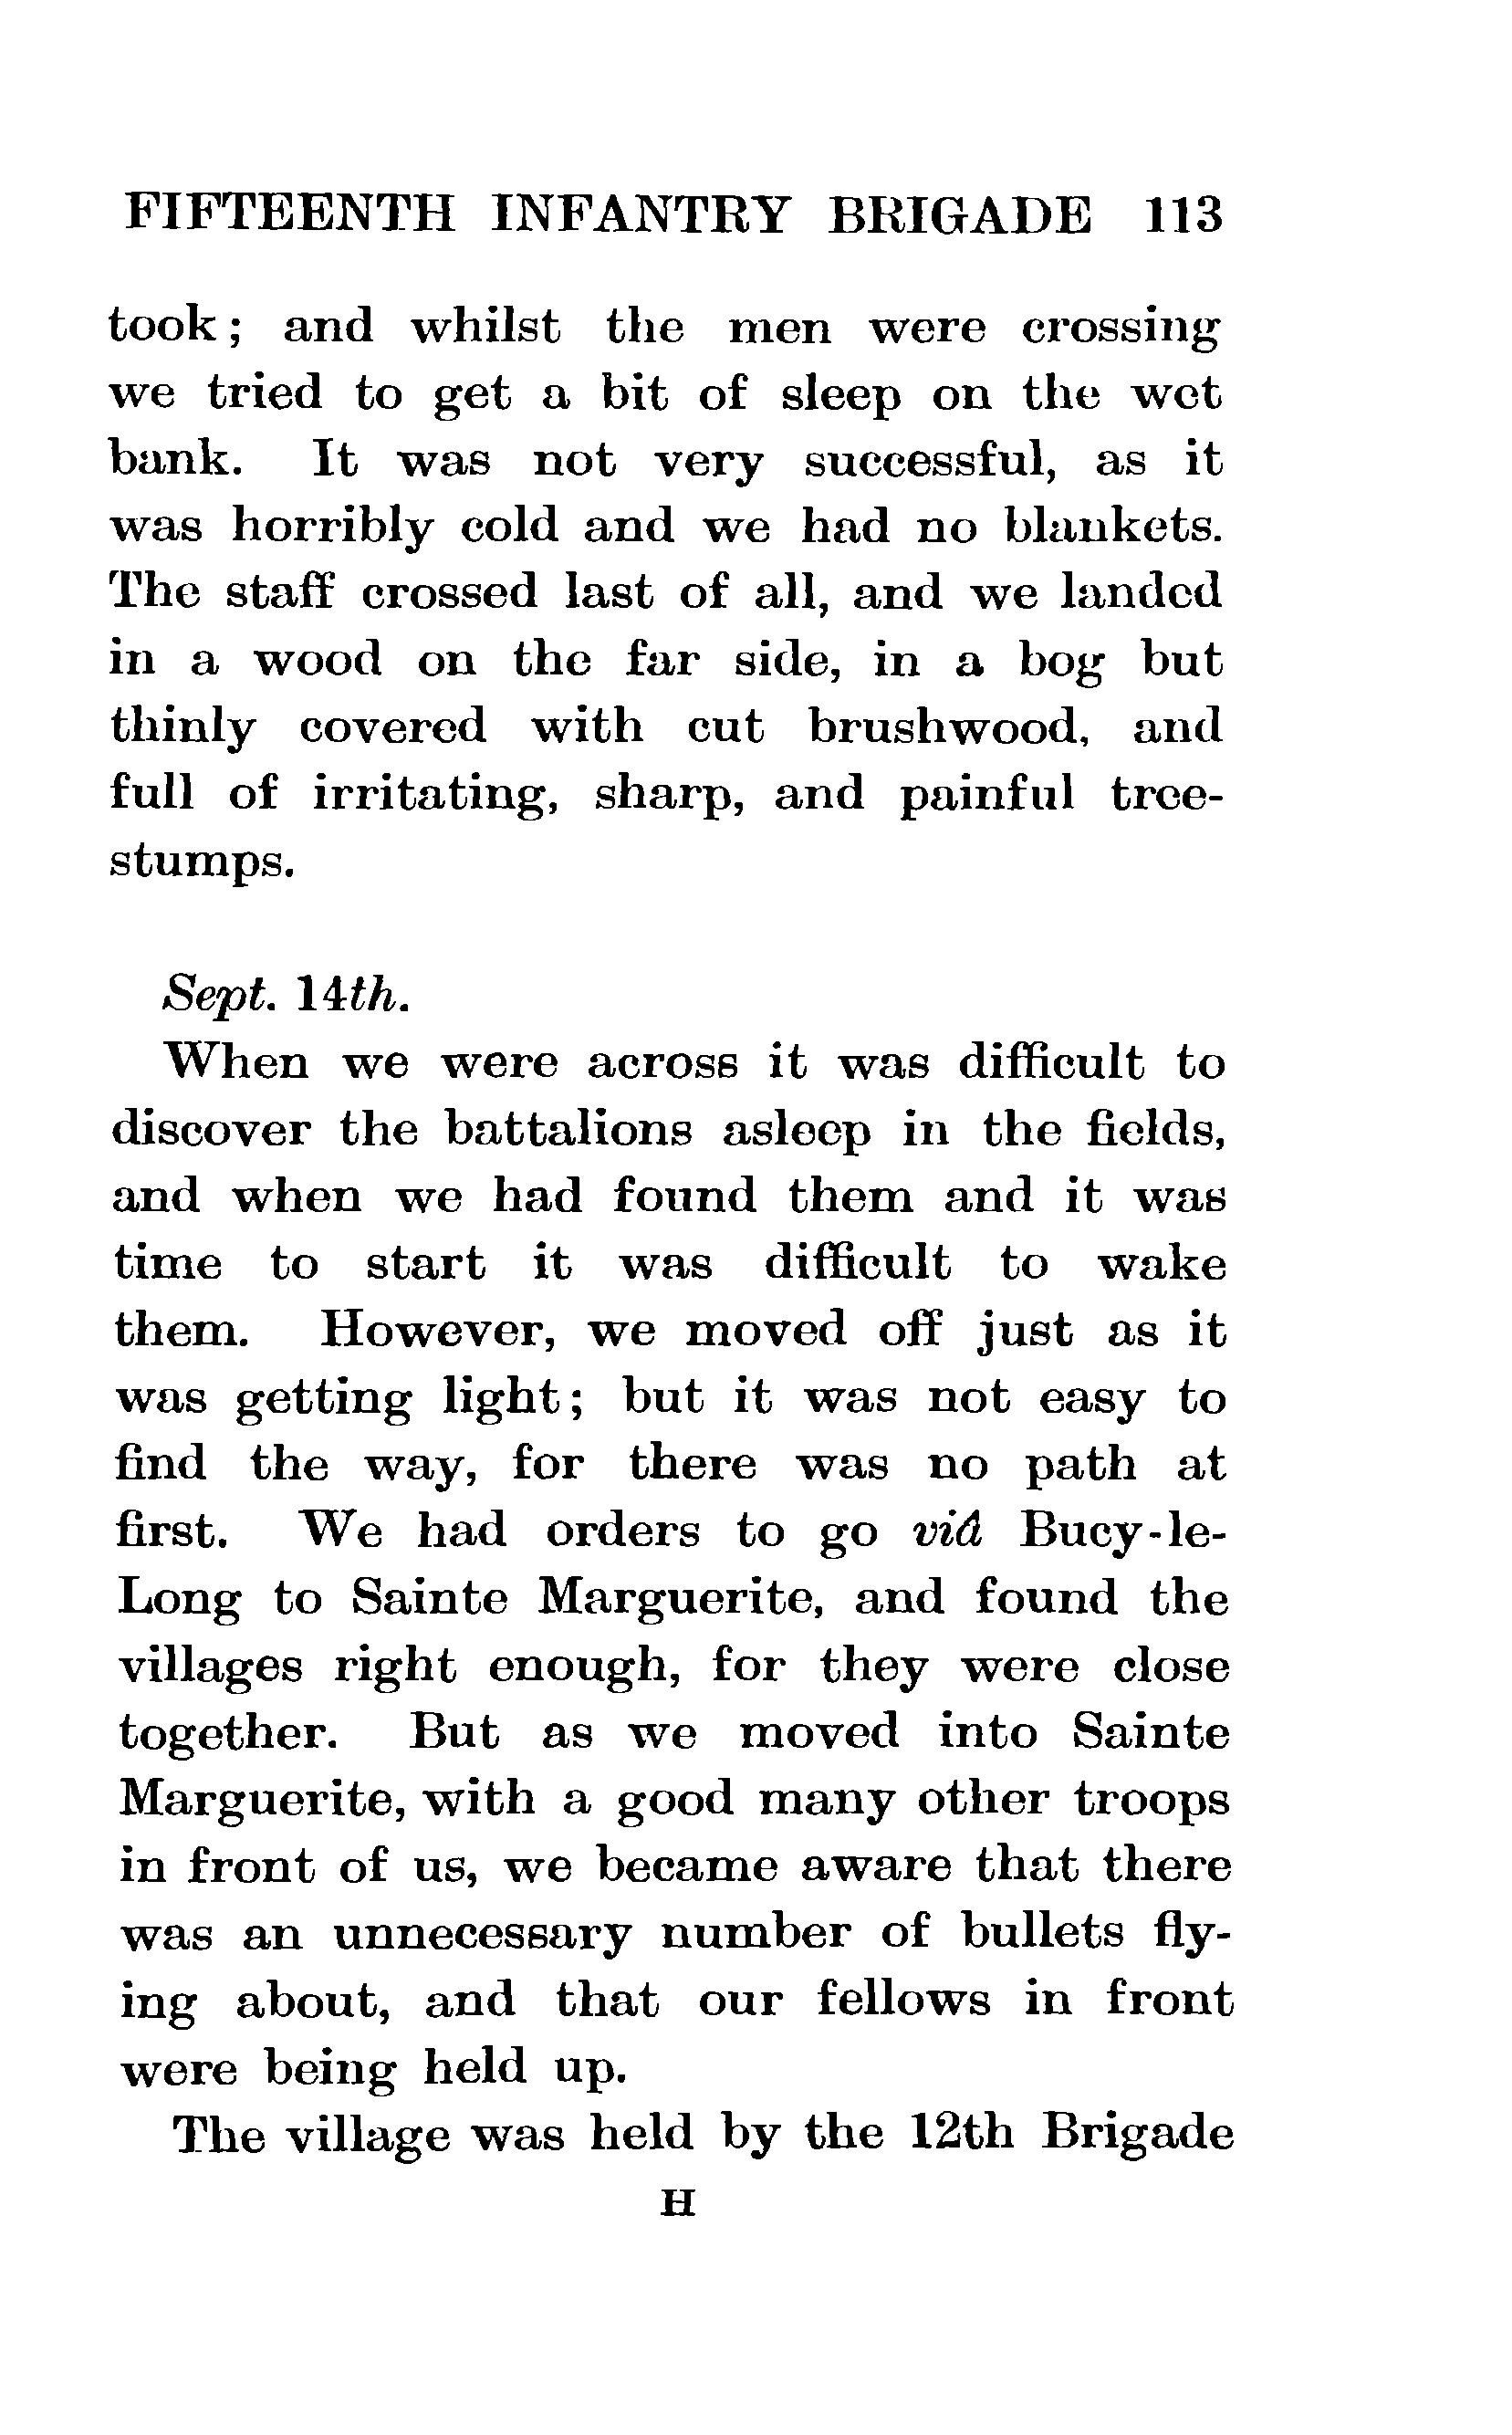 FIFTEENTH INFANTRY BRIGADE 113
took; and whilst the men were crossing
we tried to get a bit of sleep on the wet
bank. It was not very successful, as it
was horribly cold and we had no blankets.
The staff crossed last of all, and we landed
in a wood on the far side, in a bog but
thinly covered with cut brushwood, and
full of irritating, sharp, and painful tree-
stumps.
Sept. 14th.
When we were across it was difficult to
discover the battalions asleep in the fields,
and when we had found them and it was
time to start it was difficult to wake
them. However, we moved off just as it
was getting light; but it was not easy to
find the way, for there was no path at
first. We had orders to go viâ Bucy-le-
Long to Sainte Marguerite, and found the
villages right enough, for they were close
together. But as we moved into Sainte
Marguerite, with a good many other troops
in front of us, we became aware that there
was an unnecessary number of bullets fly-
ing about, and that our fellows in front
were being held up.
The village was held by the 12th Brigade
H